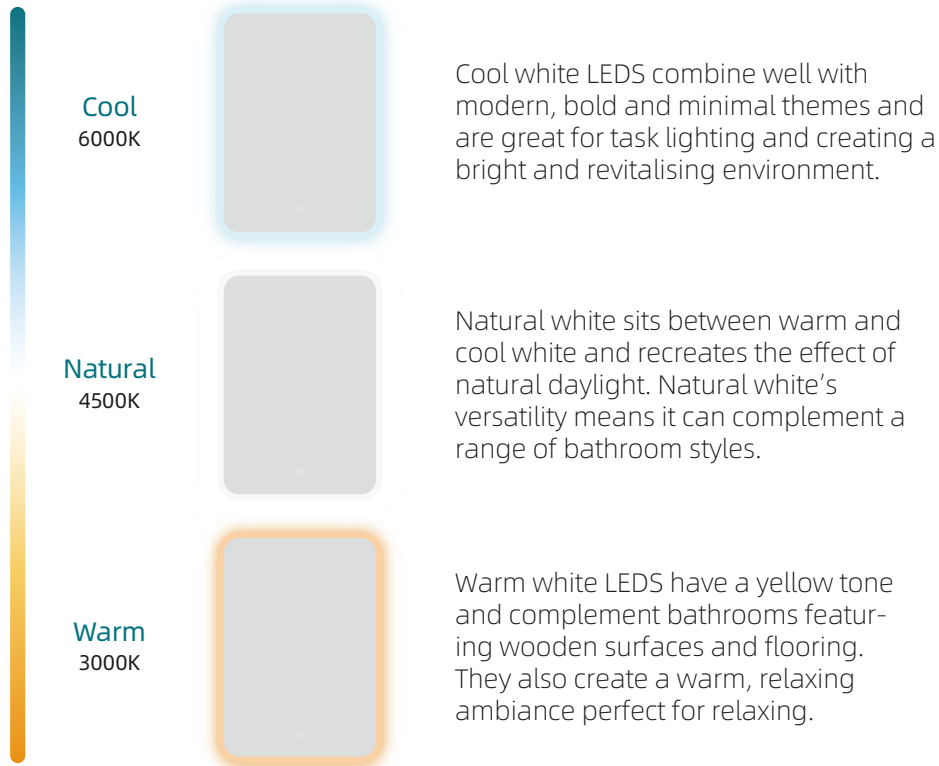 Cool
6000K
Cool white LEDS combine well with
modern, bold and minimal themes and
are great for task lighting and creating a
bright and revitalising environment.
Natural
4500K
Natural white sits between warm and
cool white and recreates the effect of
natural daylight. Natural white’s
versatility means it can complement a
range of bathroom styles.
Warm
3000K
Warm white LEDS have a yellow tone
and complement bathrooms featur-
ing wooden surfaces and flooring.
They also create a warm, relaxing
ambiance perfect for relaxing.